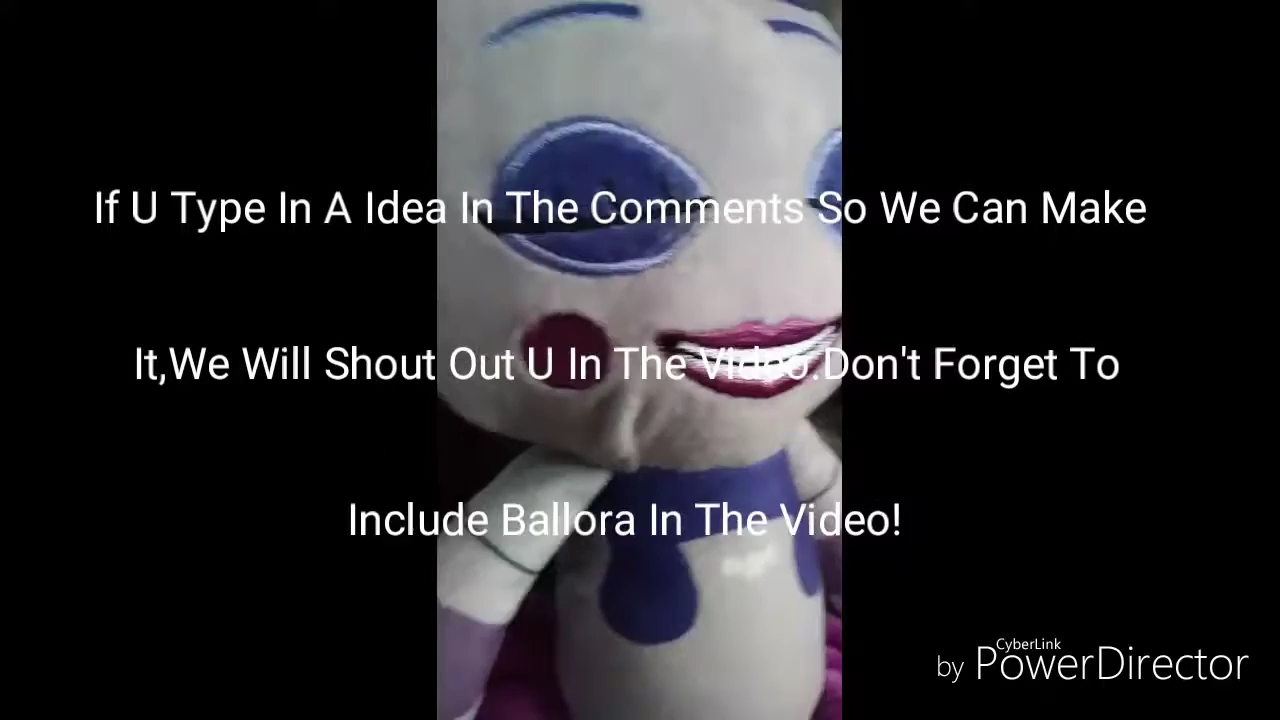 If U Type In A Idea In The Comments So We Can Make
It,We Will Shout Out U In The Video.Don't Forget To
Include Ballora In The Video!
CyberLink
by PowerDirector